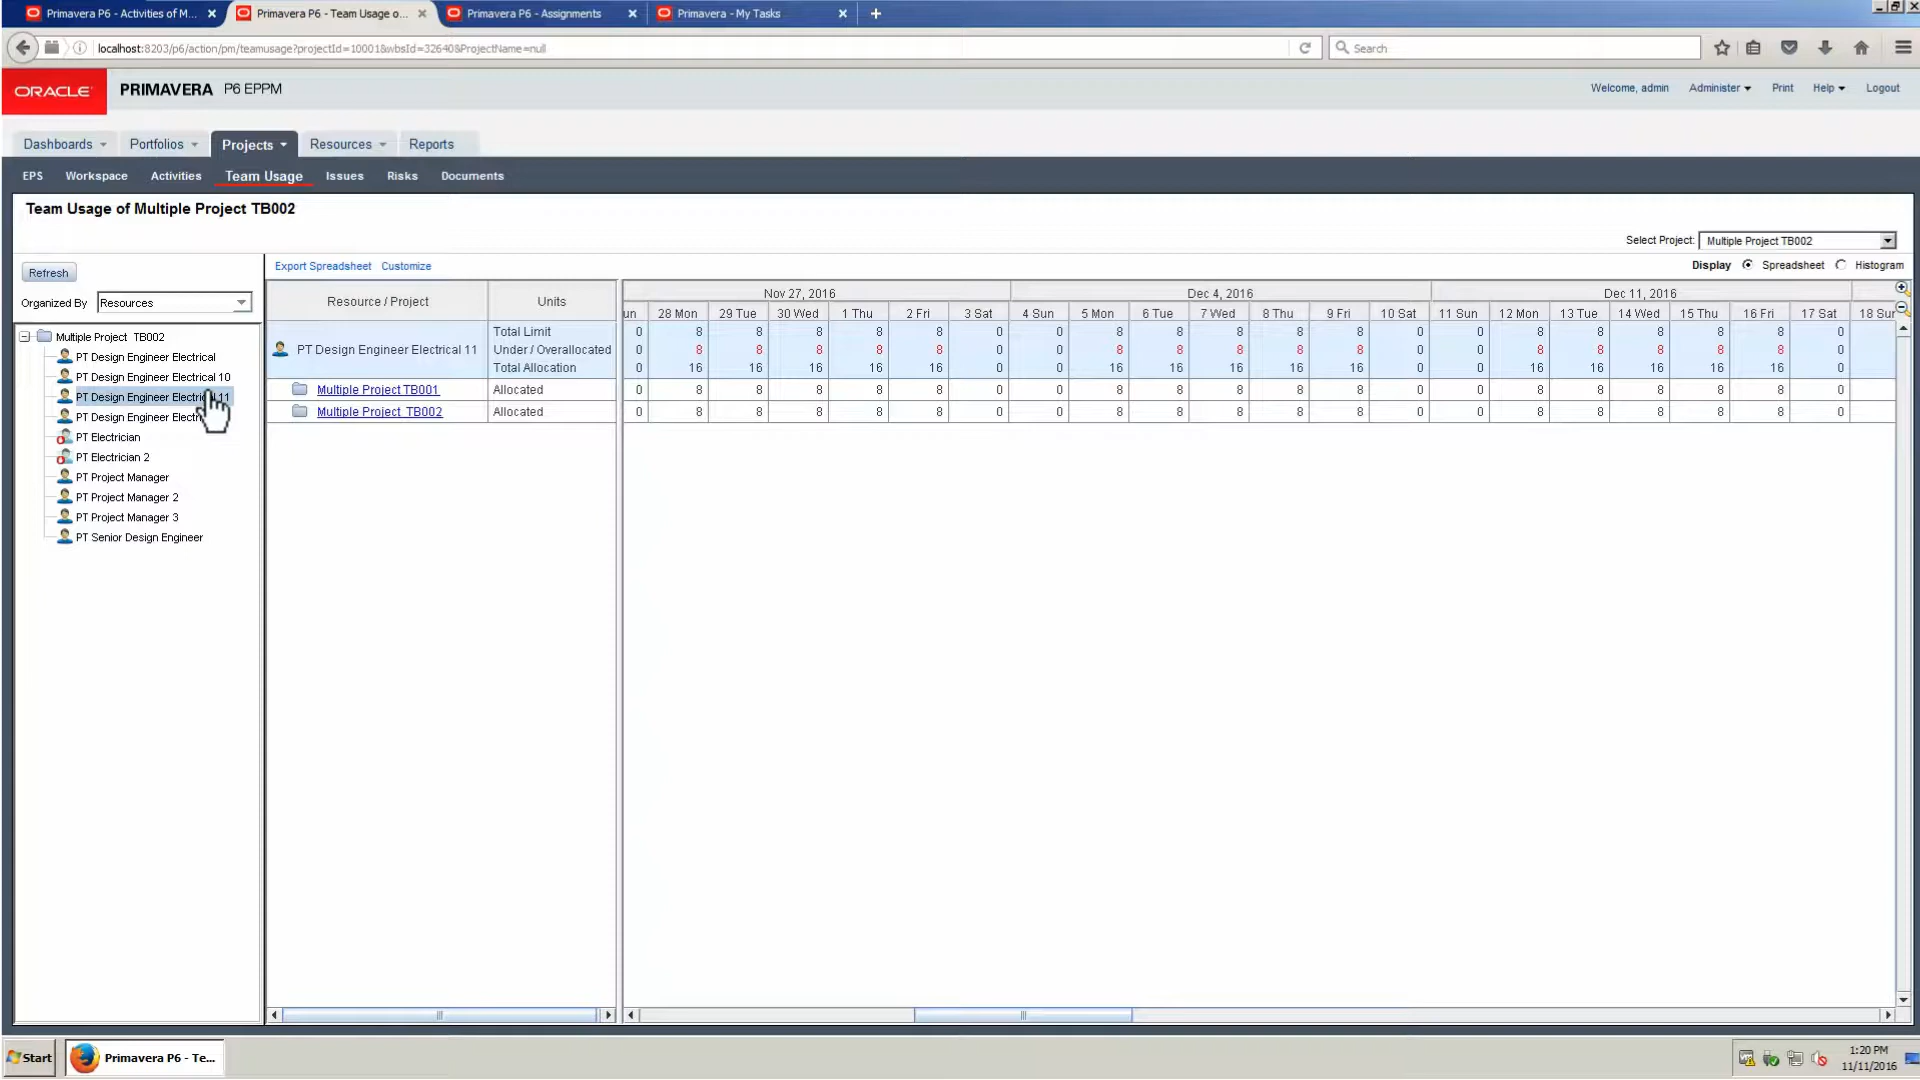 Primavera P6 - Activities of M...
Primavera P6 - Team Usage o...
Primavera P6 - Assignments
Primavera - My Tasks
localhost:8203/p6/action/pm/teamusage?projectId=10001&wbsId=32640&ProjectName=null
Search
ORACLE PRIMAVERA P6 EPPM
Welcome, admin Administer Print Help Logout
Dashboards Portfolios Projects Resources Reports
EPS Workspace Activities Team Usage Issues Risks Documents
Team Usage of Multiple Project TB002
Select Project: Multiple Project TB002
Refresh
Export Spreadsheet Customize
Display Spreadsheet Histogram
Organized By Resources
Multiple Project TB002
PT Design Engineer Electrical
PT Design Engineer Electrical 10
PT Design Engineer Electrical 11
PT Design Engineer
PT Electrician
PT Electrician 2
PT Project Manager
PT Project Manager 2
PT Project Manager 3
PT Senior Design Engineer
Resource / Project Units
Nov 27, 2016 Dec 4, 2016 Dec 11, 2016
un 28 Mon 29 Tue 30 Wed 1 Thu 2 Fri 3 Sat 4 Sun 5 Mon 6 Tue 7 Wed 8 Thu 9 Fri 10 Sat 11 Sun 12 Mon 13 Tue 14 Wed 15 Thu 16 Fri 17 Sat 18 Sur
PT Design Engineer Electrical 11
Total Limit 0 8 8 8 8 8 0 0 8 8 8 8 8 0 0 8 8 8 8 8 0
Under / Overallocated 0 8 8 8 8 8 0 0 8 8 8 8 8 0 0 8 8 8 8 8 0
Total Allocation 0 16 16 16 16 16 0 0 16 16 16 16 16 0 0 16 16 16 16 16 0
Multiple Project TB001 Allocated 0 8 8 8 8 8 0 0 8 8 8 8 8 0 0 8 8 8 8 8 0
Multiple Project TB002 Allocated 0 8 8 8 8 8 0 0 8 8 8 8 8 0 0 8 8 8 8 8 0
Start
Primavera P6 - Te...
1:20 PM
11/11/2016